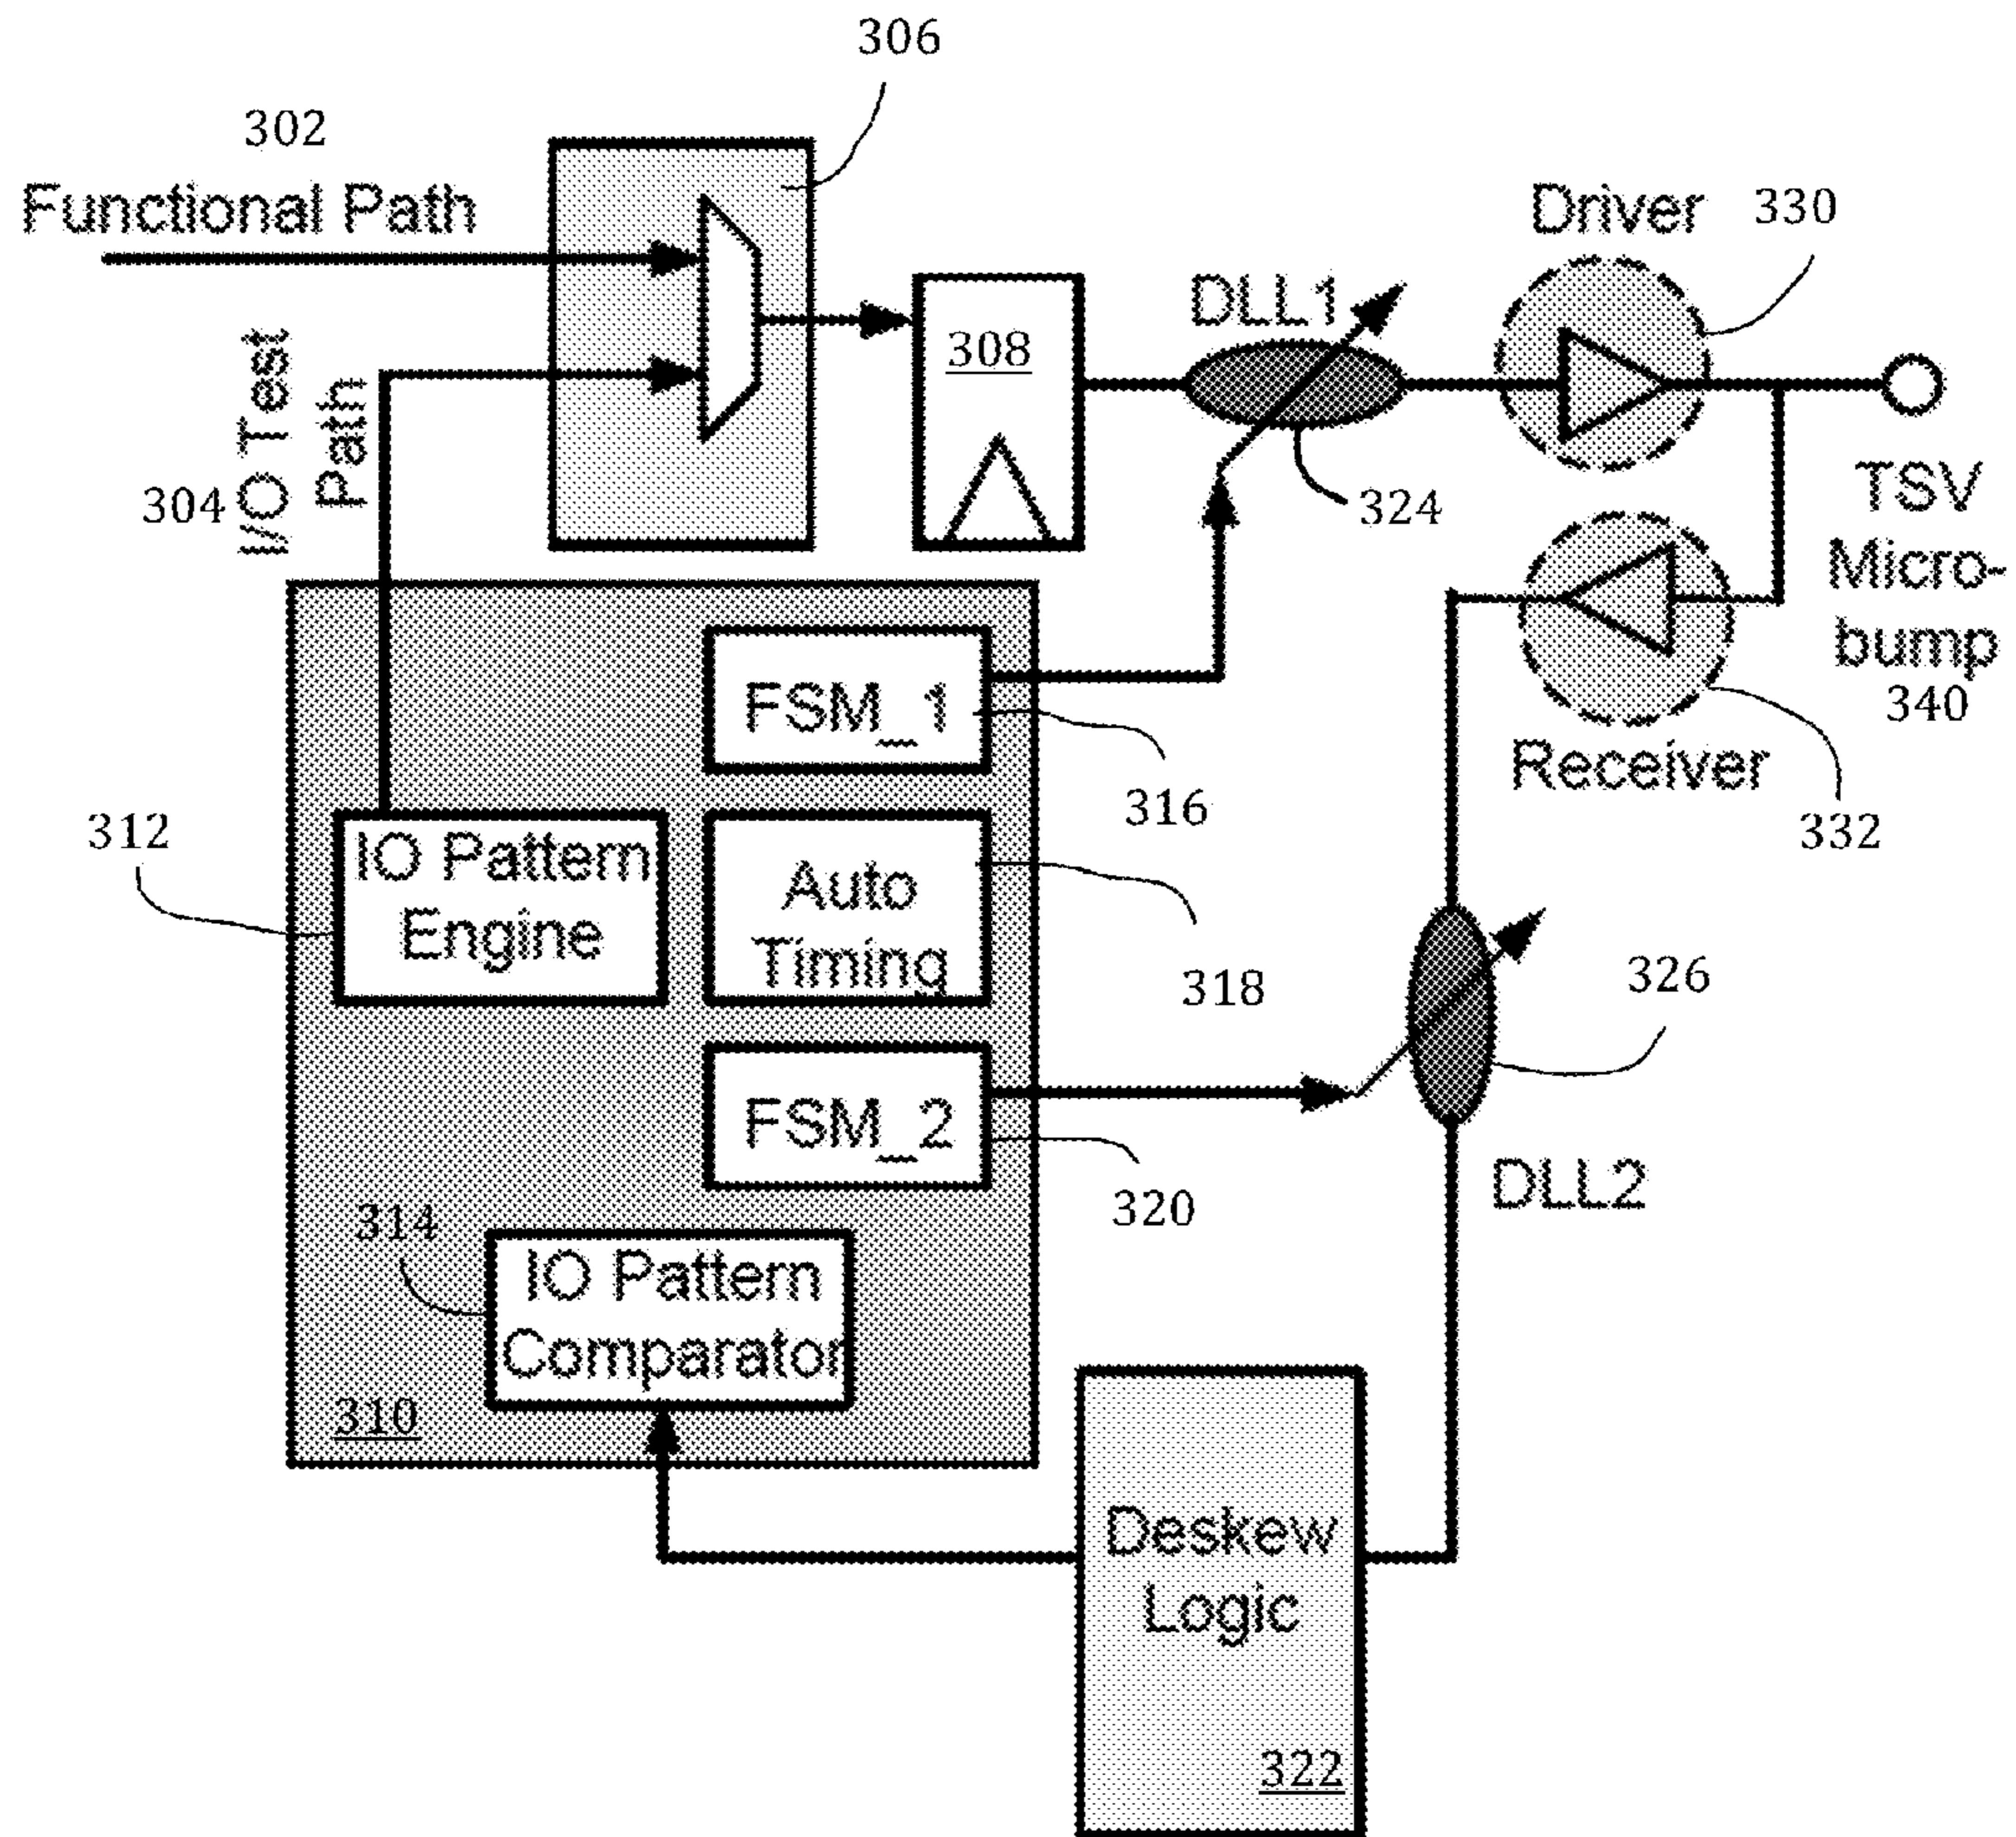 306
302
Functional Path
Driver
330
DLL1
308
I/O Test
Path
304
324
TSV
Micro-
bump
340
FSM_1
Receiver
316
332
312
IO Pattern
Engine
Auto
Timing
318
326
FSM_2
320
DLL2
314
IO Pattern
Comparator
310
Deskew
Logic
322